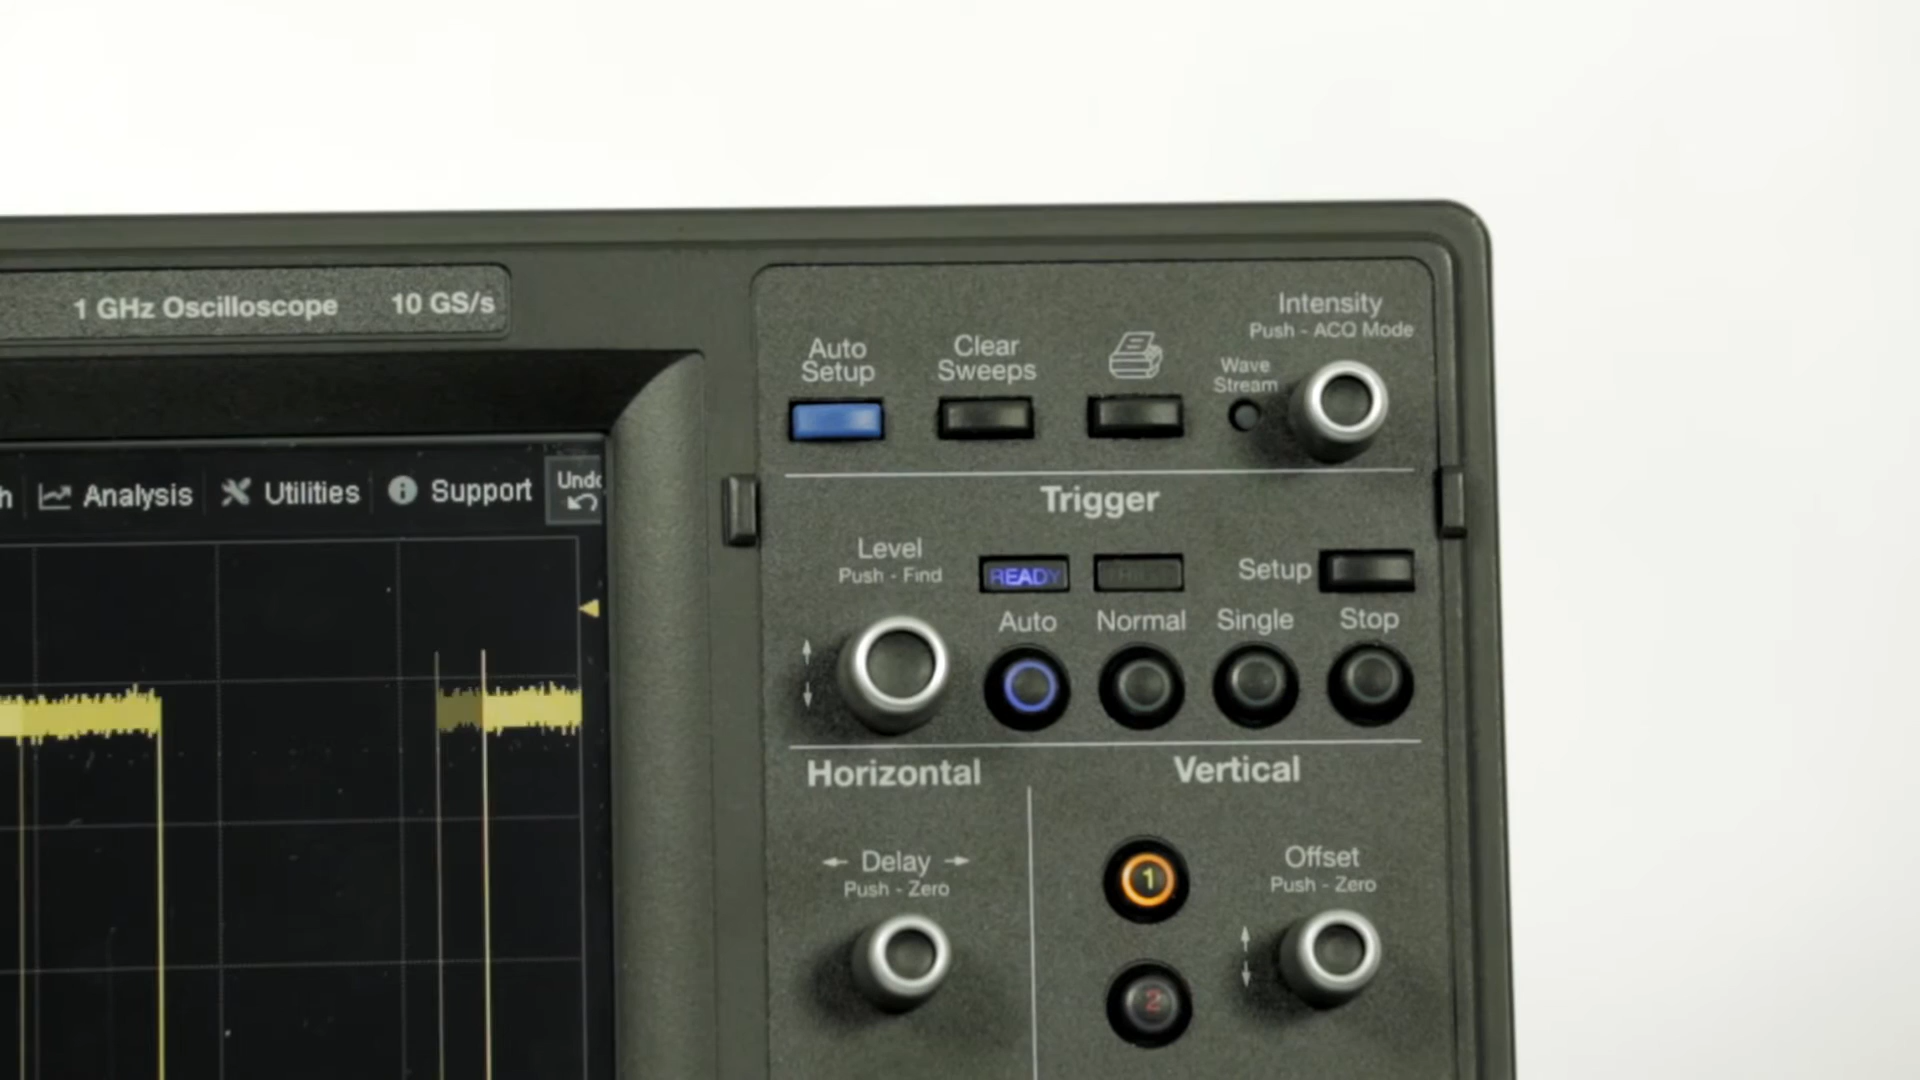 1 GHz Oscilloscope 10 GS/s
h Analysis Utilities Support Undo
Auto
Setup
Clear
Sweeps
Intensity
Push - ACQ Mode
Wave
Stream
Trigger
Level
Push - Find
READY
Setup
Auto Normal Single Stop
Horizontal
Vertical
← Delay →
Push - Zero
1
Offset
Push - Zero
2